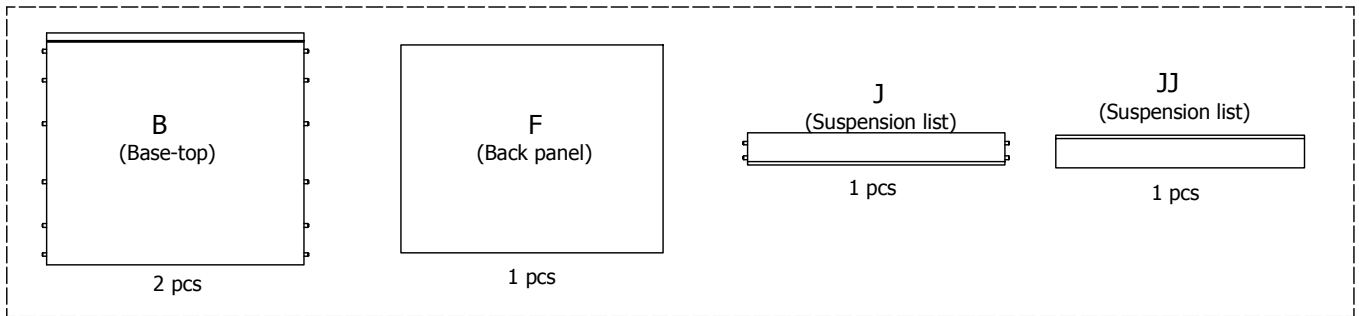 B
(Base-top)
2 pcs
F
(Back panel)
1 pcs
J
(Suspension list)
1 pcs
JJ
(Suspension list)
1 pcs